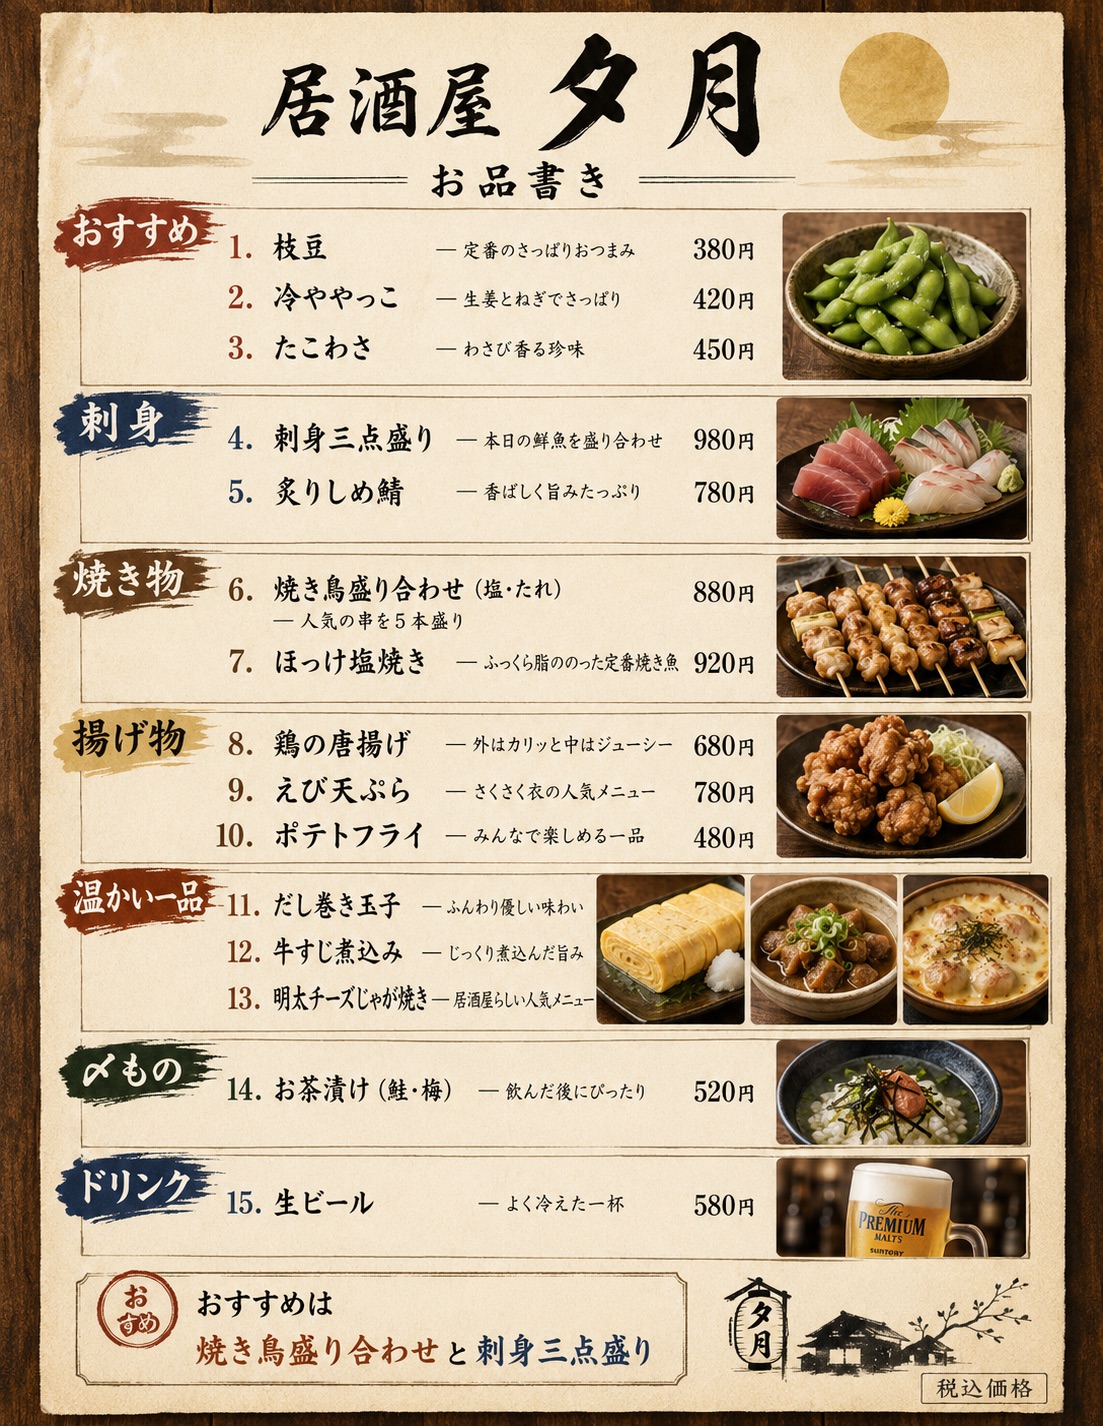 居酒屋 夕月
お品書き
おすすめ
1. 枝豆 — 定番のさっぱりおつまみ 380円
2. 冷ややっこ — 生姜とねぎでさっぱり 420円
3. たこわさ — わさび香る珍味 450円
刺身
4. 刺身三点盛り — 本日の鮮魚を盛り合わせ 980円
5. 炙りしめ鯖 — 香ばしく旨みたっぷり 780円
焼き物
6. 焼き鳥盛り合わせ（塩・たれ） 880円
— 人気の串を5本盛り
7. ほっけ塩焼き — ふっくら脂ののった定番焼き魚 920円
揚げ物
8. 鶏の唐揚げ — 外はカリッと中はジューシー 680円
9. えび天ぷら — さくさく衣の人気メニュー 780円
10. ポテトフライ — みんなで楽しめる一品 480円
温かい一品
11. だし巻き玉子 — ふんわり優しい味わい
12. 牛すじ煮込み — じっくり煮込んだ旨み
13. 明太チーズじゃが焼き — 居酒屋らしい人気メニュー
〆もの
14. お茶漬け（鮭・梅） — 飲んだ後にぴったり 520円
ドリンク
15. 生ビール — よく冷えた一杯 580円
The
PREMIUM
MALT'S
SUNTORY
お
すめ
おすすめは
焼き鳥盛り合わせと刺身三点盛り
夕月
税込価格